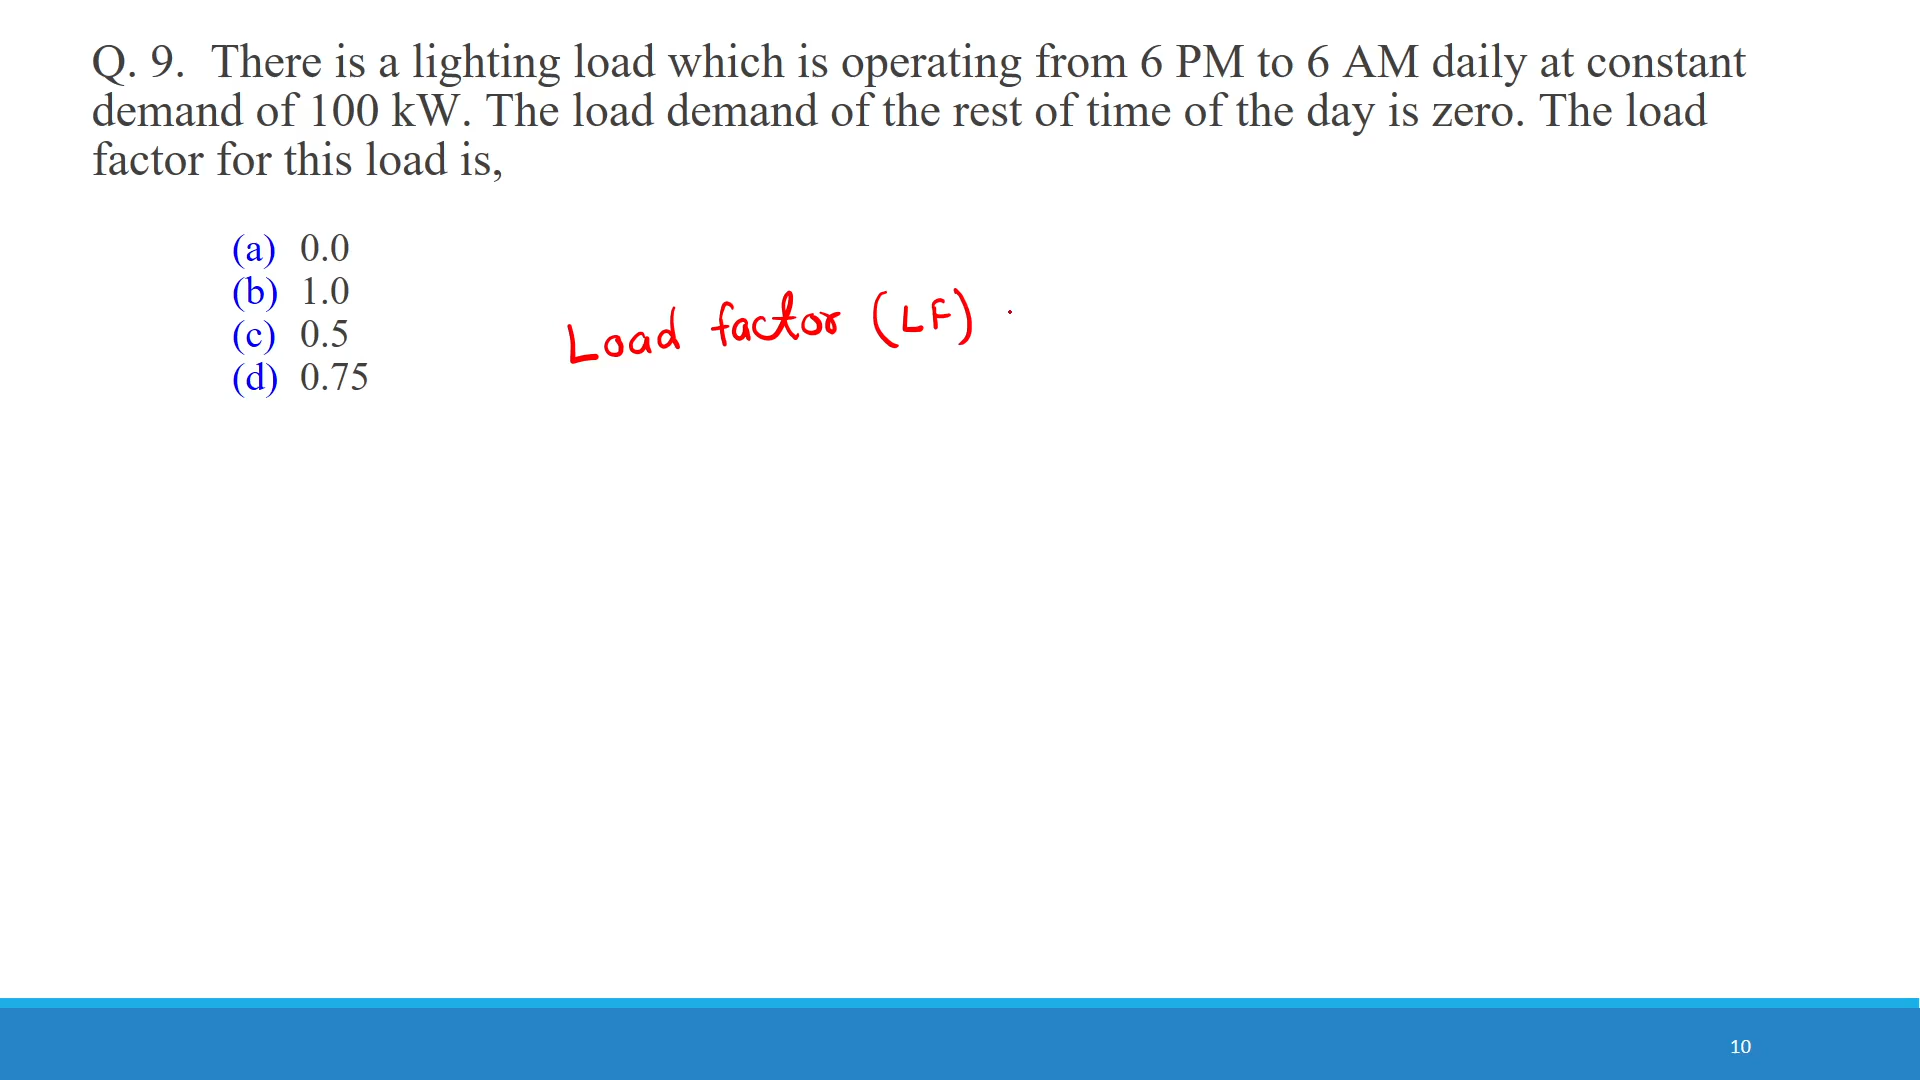 Q. 9. There is a lighting load which is operating from 6 PM to 6 AM daily at constant
demand of 100 kW. The load demand of the rest of time of the day is zero. The load
factor for this load is,
(a) 0.0
(b) 1.0
(c) 0.5
(d) 0.75
Load factor (LF)
10